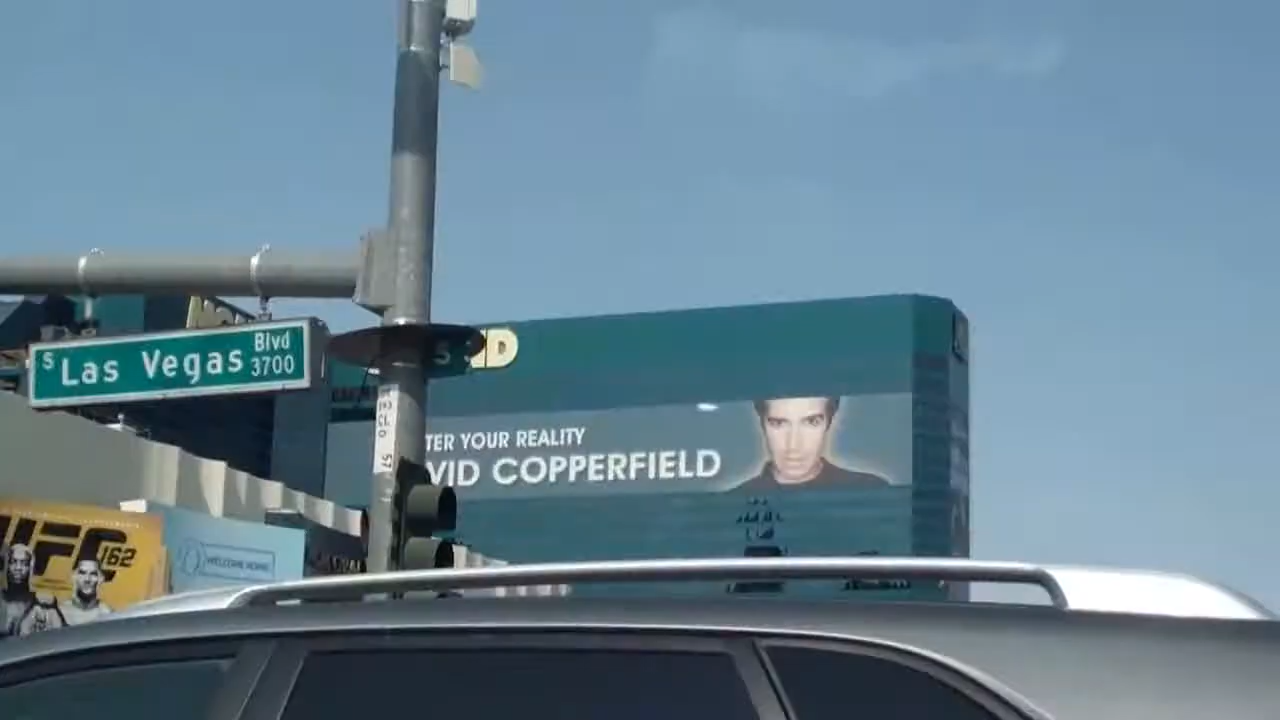 S Las Vegas Blvd 3700
TER YOUR REALITY
VID COPPERFIELD
UFC 162
WELCOME HOME